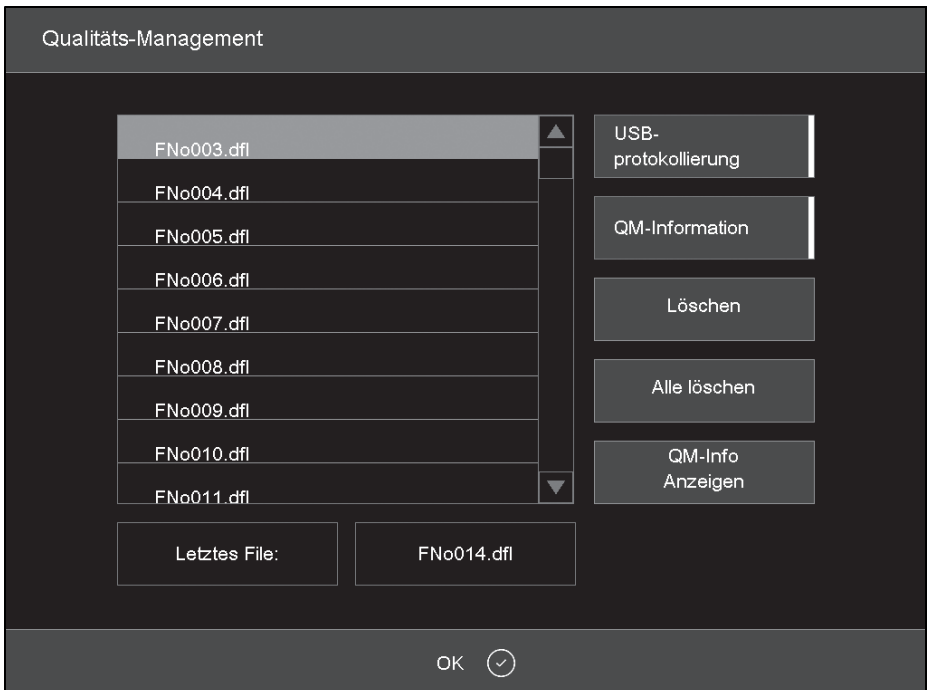 Qualitäts-Management
FNo003.dfl
FNo004.dfl
FNo005.dfl
FNo006.dfl
FNo007.dfl
FNo008.dfl
FNo009.dfl
FNo010.dfl
FNo011.dfl
USB-
protokollierung
QM-Information
Löschen
Alle löschen
QM-Info
Anzeigen
Letztes File:
FNo014.dfl
OK